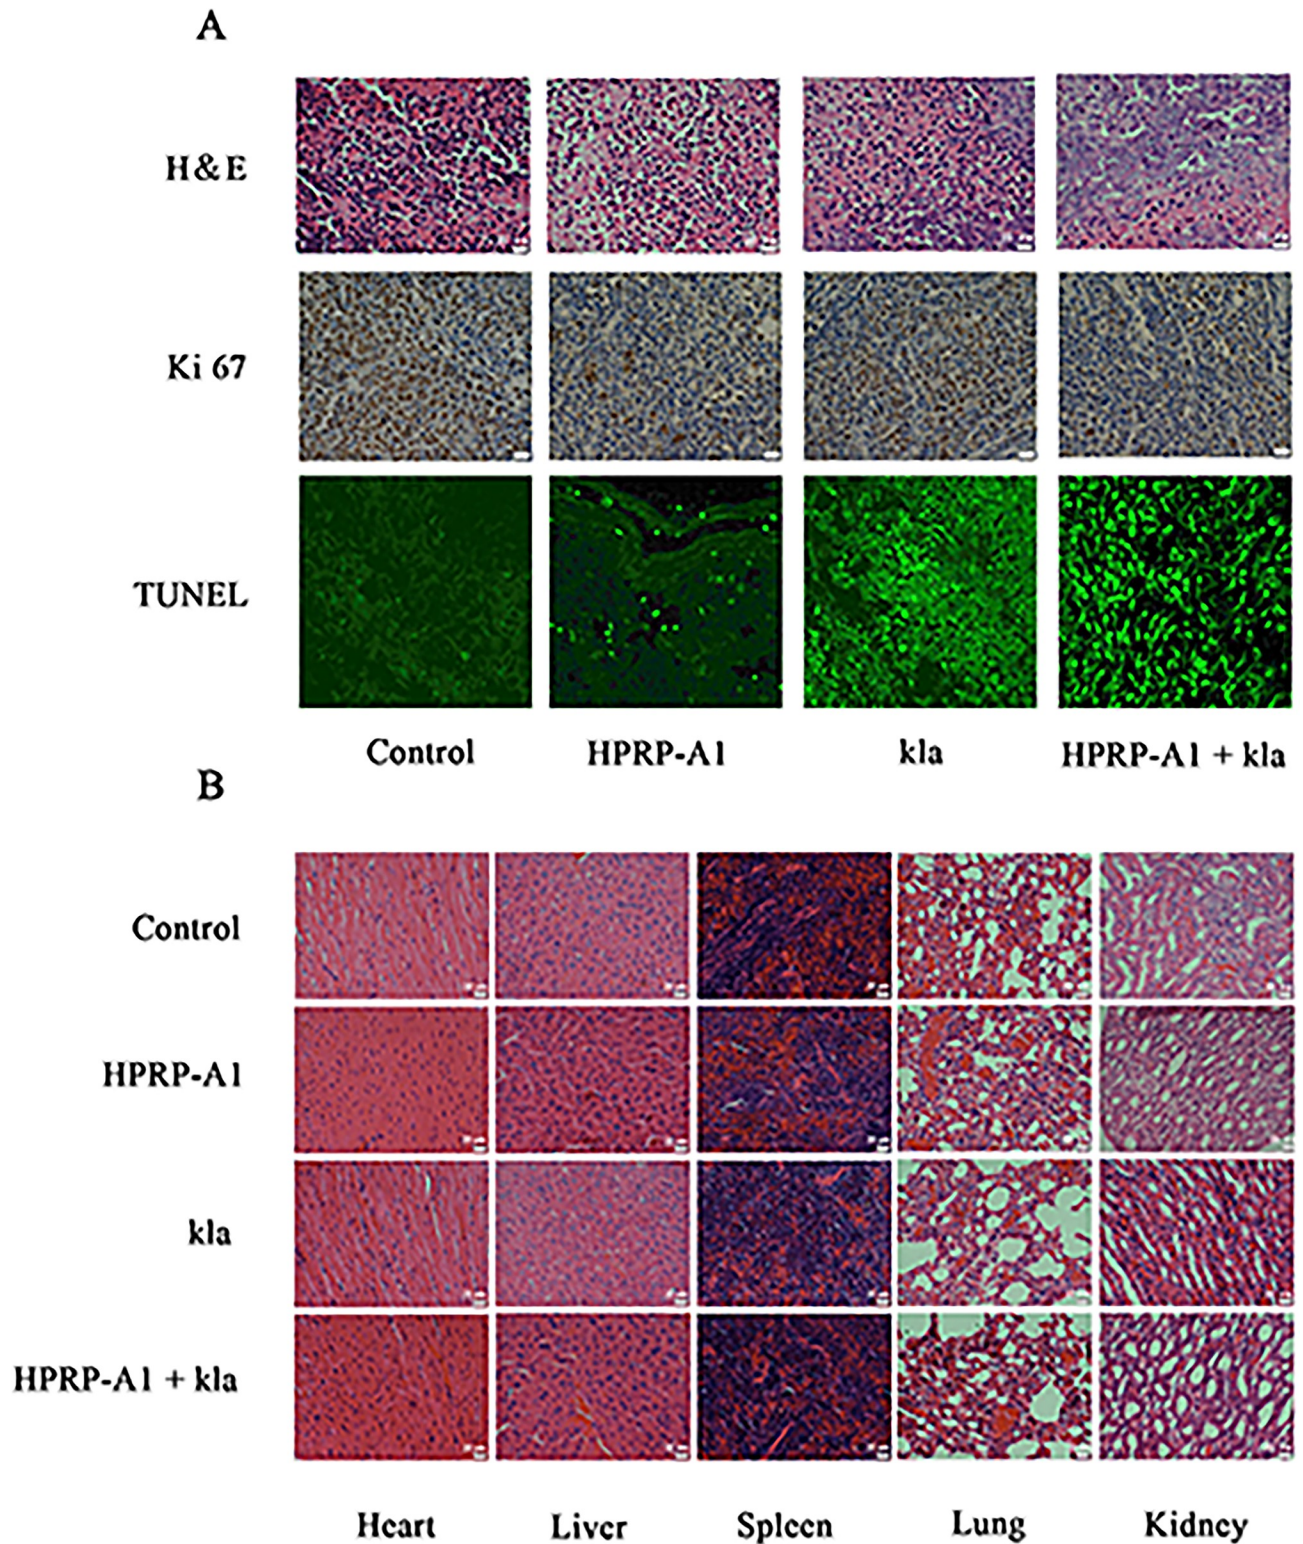 A
H&E
Ki 67
TUNEL
Control HPRP-A1 kla HPRP-A1 + kla
B
Control
HPRP-A1
kla
HPRP-A1 + kla
Heart Liver Spleen Lung Kidney